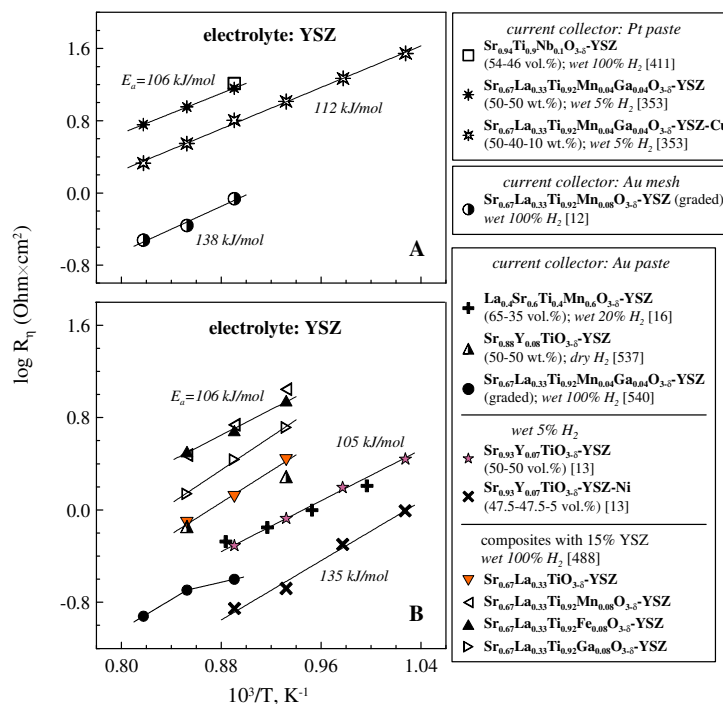 electrolyte: YSZ
Eₐ=106 kJ/mol
112 kJ/mol
138 kJ/mol
A
1.6
0.8
0.0
-0.8
log R_η (Ohm×cm²)
electrolyte: YSZ
Eₐ=106 kJ/mol
105 kJ/mol
135 kJ/mol
B
1.6
0.8
0.0
-0.8
0.80
0.88
0.96
1.04
10³/T, K⁻¹
current collector: Pt paste
Sr0.94Ti0.9Nb0.1O3-δ-YSZ
(54-46 vol.%); wet 100% H₂ [411]
Sr0.67La0.33Ti0.92Mn0.04Ga0.04O3-δ-YSZ
(50-50 wt.%); wet 5% H₂ [353]
Sr0.67La0.33Ti0.92Mn0.04Ga0.04O3-δ-YSZ-Cu
(50-40-10 wt.%); wet 5% H₂ [353]
current collector: Au mesh
Sr0.67La0.33Ti0.92Mn0.08O3-δ-YSZ (graded)
wet 100% H₂ [12]
current collector: Au paste
La0.4Sr0.6Ti0.4Mn0.6O3-δ-YSZ
(65-35 vol.%); wet 20% H₂ [16]
Sr0.88Y0.08TiO3-δ-YSZ
(50-50 wt.%); dry H₂ [537]
Sr0.67La0.33Ti0.92Mn0.04Ga0.04O3-δ-YSZ
(graded); wet 100% H₂ [540]
wet 5% H₂
Sr0.93Y0.07TiO3-δ-YSZ
(50-50 vol.%) [13]
Sr0.93Y0.07TiO3-δ-YSZ-Ni
(47.5-47.5-5 vol.%) [13]
composites with 15% YSZ
wet 100% H₂ [488]
Sr0.67La0.33TiO3-δ-YSZ
Sr0.67La0.33Ti0.92Mn0.08O3-δ-YSZ
Sr0.67La0.33Ti0.92Fe0.08O3-δ-YSZ
Sr0.67La0.33Ti0.92Ga0.08O3-δ-YSZ